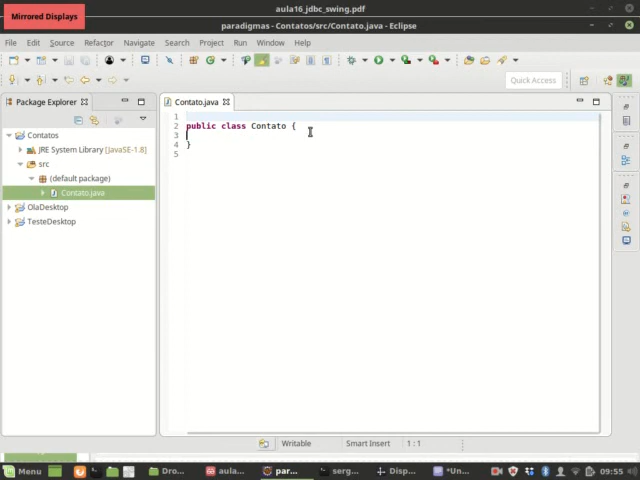 aula16_jdbc_swing.pdf
Mirrored Displays
paradigmas - Contatos/src/Contato.java - Eclipse
File Edit Source Refactor Navigate Search Project Run Window Help
Quick Access
Package Explorer
Contato.java
Contatos
JRE System Library [JavaSE-1.8]
src
(default package)
Contato.java
OlaDesktop
TesteDesktop
1
2 public class Contato {
3
4 }
5
Writable Smart Insert 1 : 1
Menu Dro... aula... par... serg... Disp... *Un... 09:55